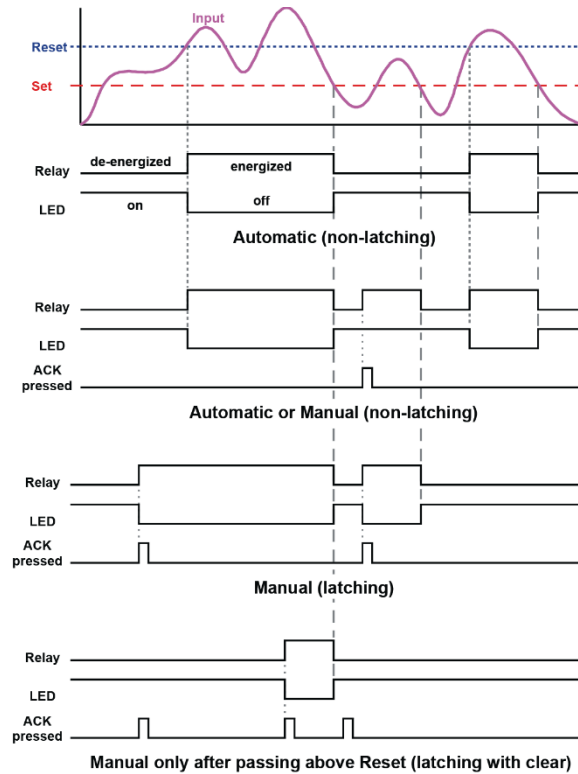 Input
Reset
Set
de-energized energized
Relay
LED
on off
Automatic (non-latching)
Relay
LED
ACK
pressed
Automatic or Manual (non-latching)
Relay
LED
ACK
pressed
Manual (latching)
Relay
LED
ACK
pressed
Manual only after passing above Reset (latching with clear)